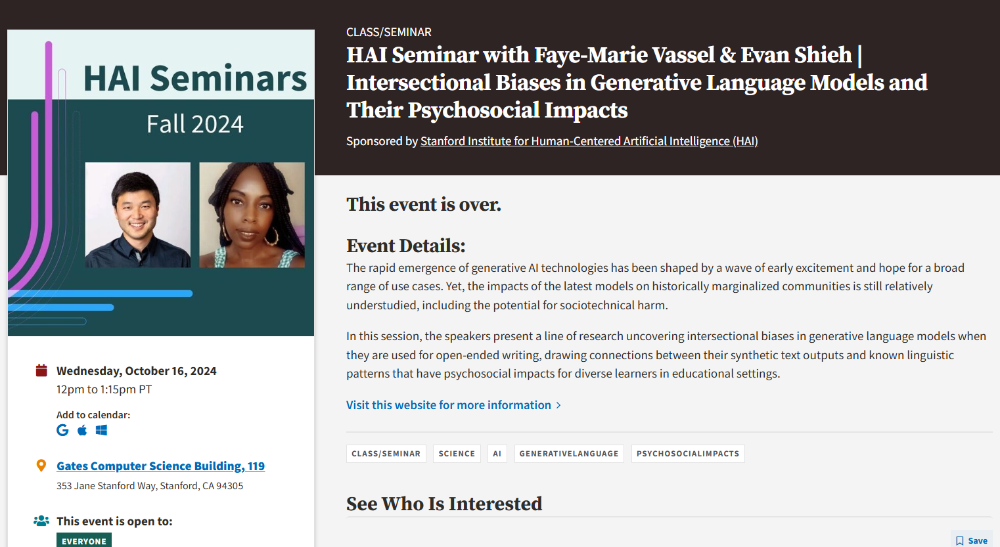 HAI Seminars
Fall 2024
Wednesday, October 16, 2024
12pm to 1:15pm PT
Add to calendar:
Gates Computer Science Building, 119
353 Jane Stanford Way, Stanford, CA 94305
This event is open to:
EVERYONE
CLASS/SEMINAR
HAI Seminar with Faye-Marie Vassel & Evan Shieh |
Intersectional Biases in Generative Language Models and
Their Psychosocial Impacts
Sponsored by Stanford Institute for Human-Centered Artificial Intelligence (HAI)
This event is over.
Event Details:
The rapid emergence of generative AI technologies has been shaped by a wave of early excitement and hope for a broad
range of use cases. Yet, the impacts of the latest models on historically marginalized communities is still relatively
understudied, including the potential for sociotechnical harm.
In this session, the speakers present a line of research uncovering intersectional biases in generative language models when
they are used for open-ended writing, drawing connections between their synthetic text outputs and known linguistic
patterns that have psychosocial impacts for diverse learners in educational settings.
Visit this website for more information >
CLASS/SEMINAR SCIENCE AI GENERATIVELANGUAGE PSYCHOSOCIALIMPACTS
See Who Is Interested
Save